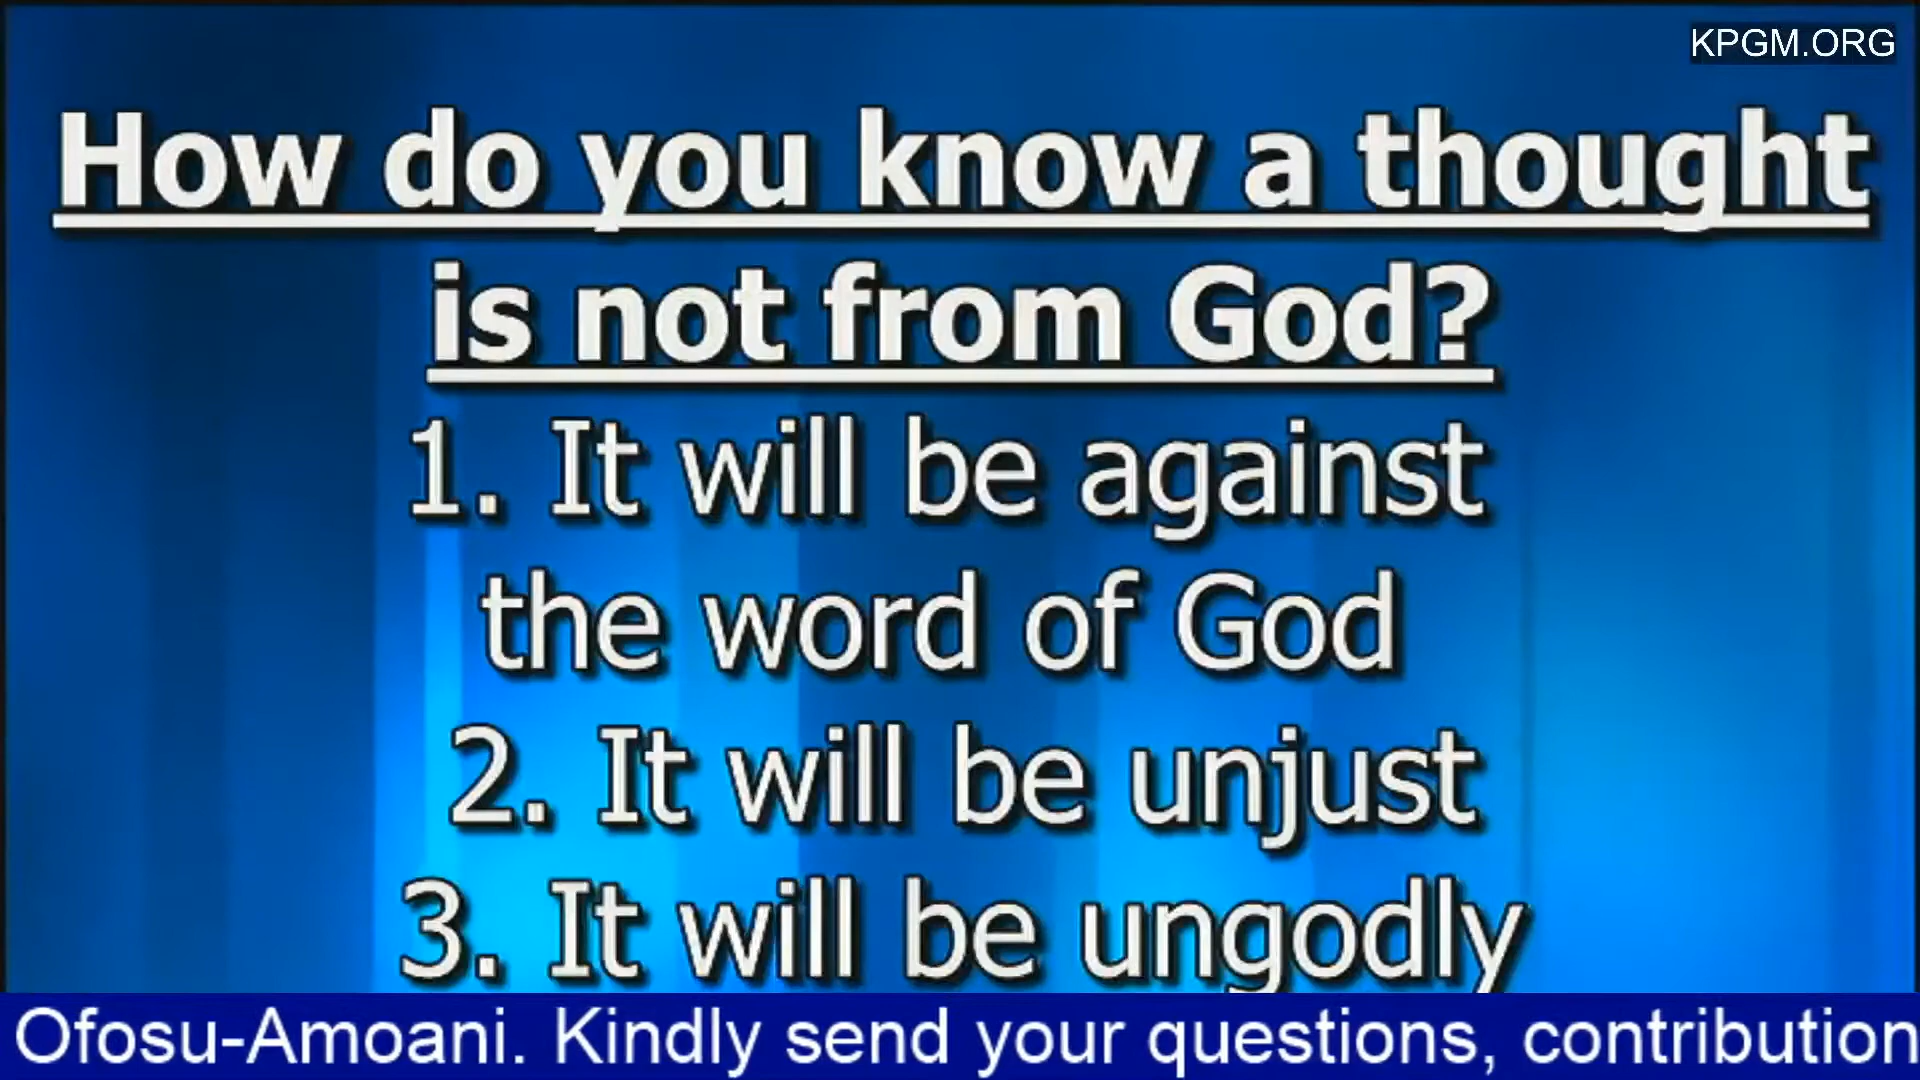 KPGM.ORG
How do you know a thought
is not from God?
1. It will be against
the word of God
2. It will be unjust
3. It will be ungodly
Ofosu-Amoani. Kindly send your questions, contribution